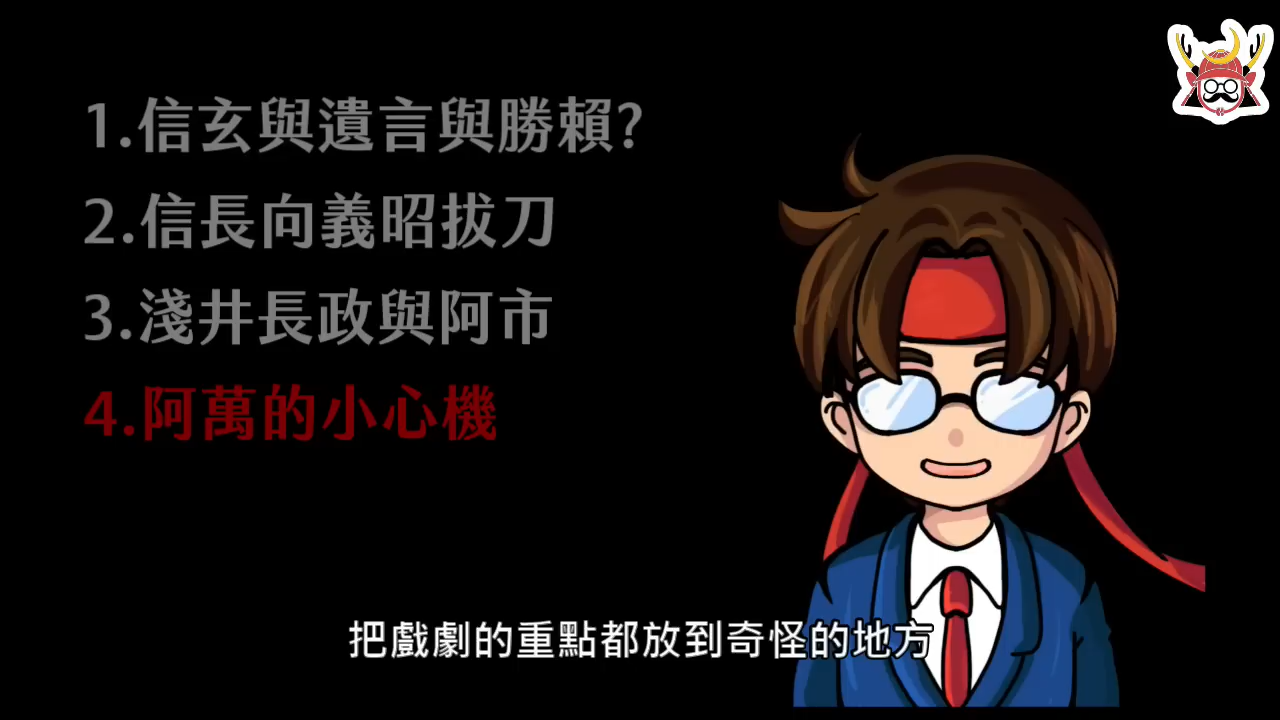 1.信玄與遺言與勝賴?
2.信長向義昭拔刀
3.淺井長政與阿市
4.阿萬的小心機
把戲劇的重點都放到奇怪的地方